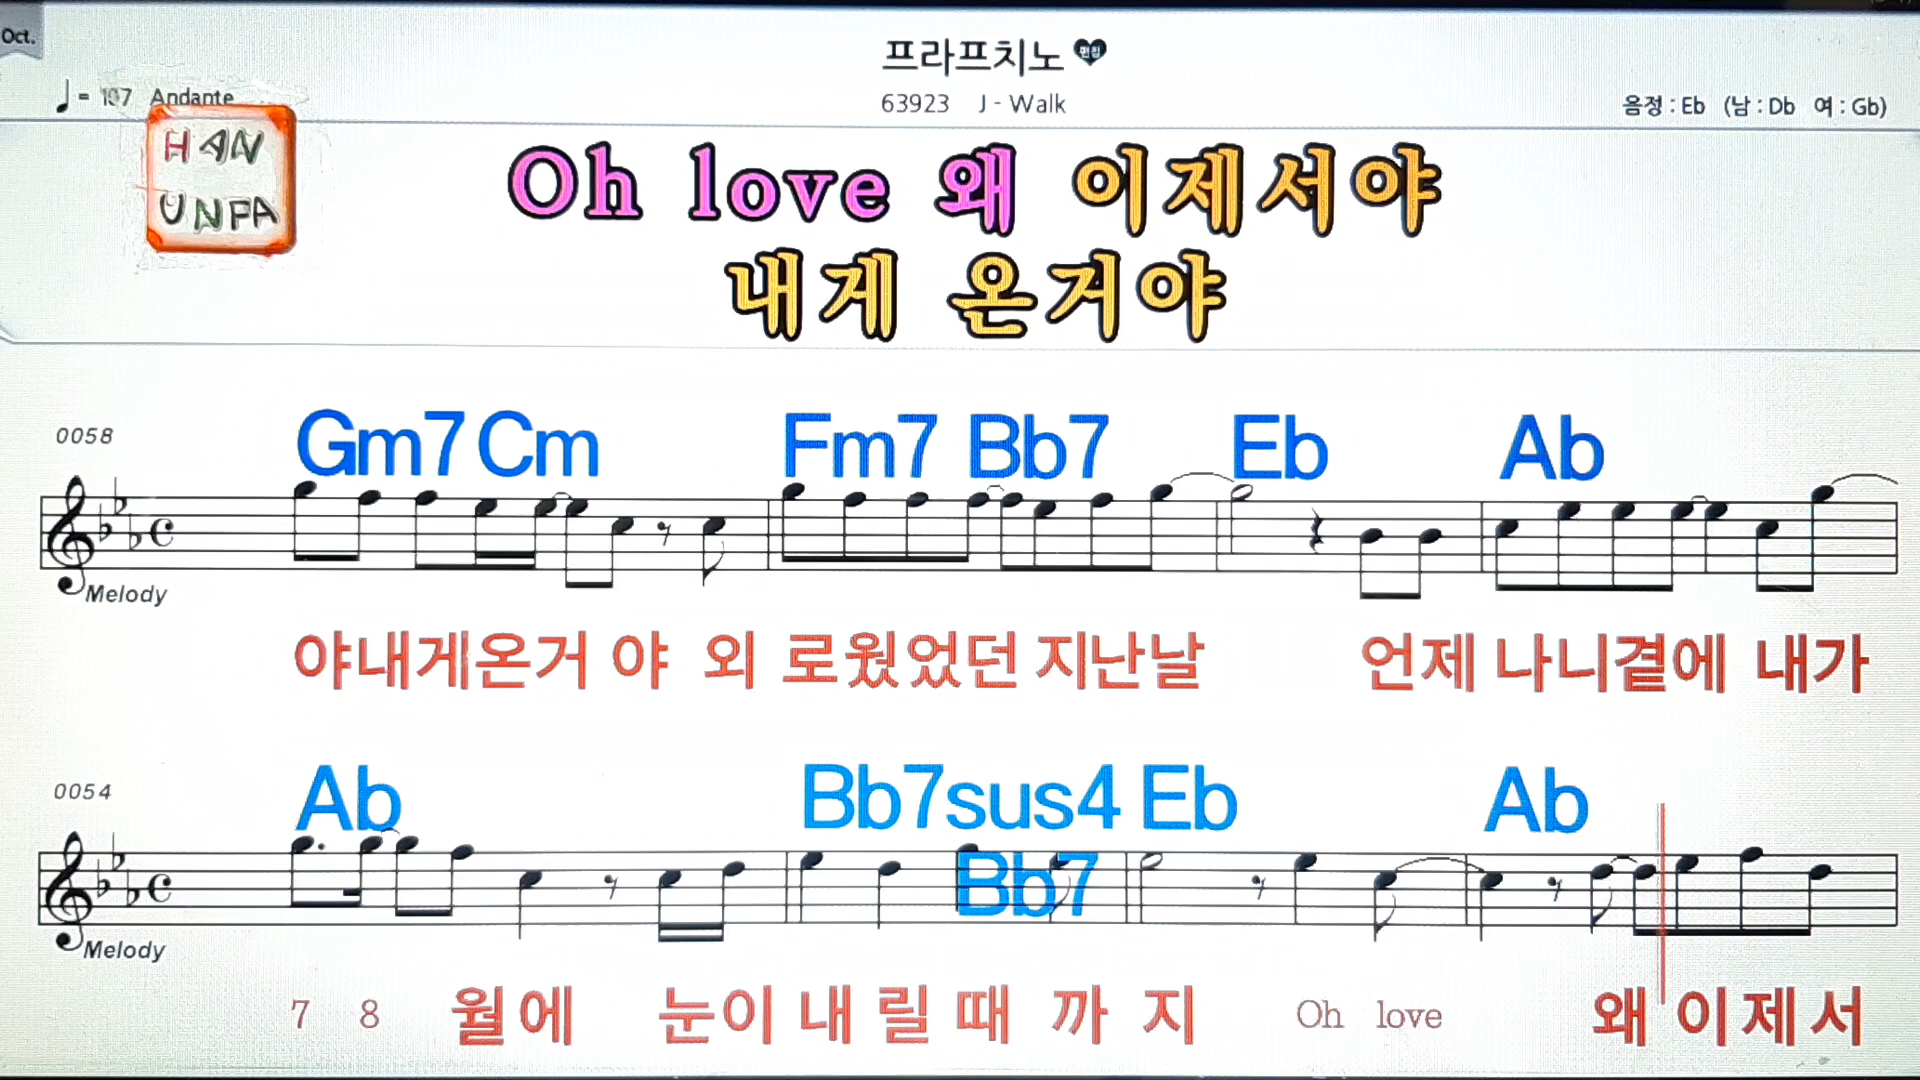 Oct.
프라프치노 편집
♩= 107 Andante
63923 J - Walk
음정 : Eb (남 : Db 여 : Gb)
HAN
UNFA
Oh love 왜 이제서야
내게 온거야
0058
Gm7 Cm Fm7 Bb7 Eb Ab
Melody
야내게온거 야 외 로웠었던 지난날 언제 나니곁에 내가
0054
Ab Bb7sus4 Eb Ab
Bb7
Melody
7 8 월에 눈이 내 릴 때 까 지 Oh love 왜 이 제 서